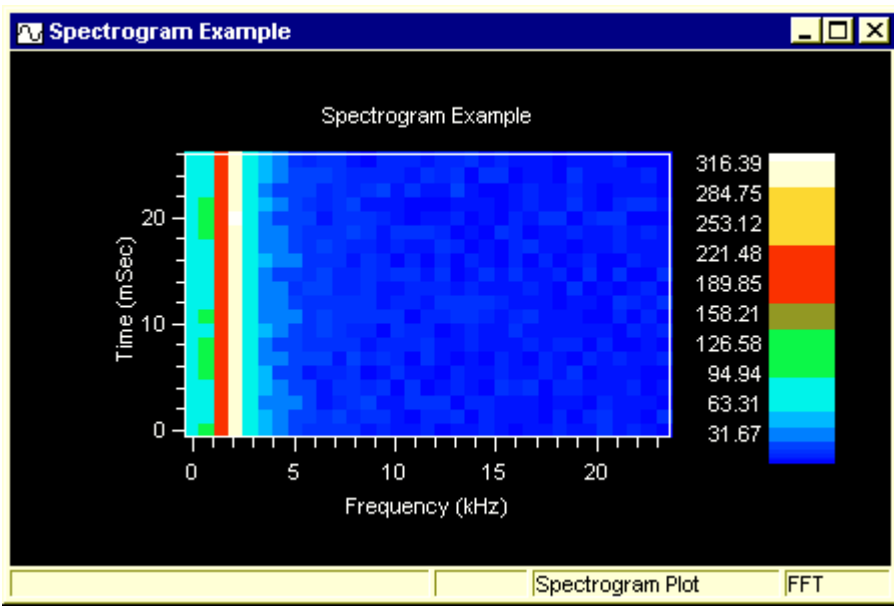 Spectrogram Example
Spectrogram Example
316.39
284.75
253.12
221.48
189.85
158.21
126.58
94.94
63.31
31.67
Time (mSec)
20
10
0
0 5 10 15 20
Frequency (kHz)
Spectrogram Plot FFT